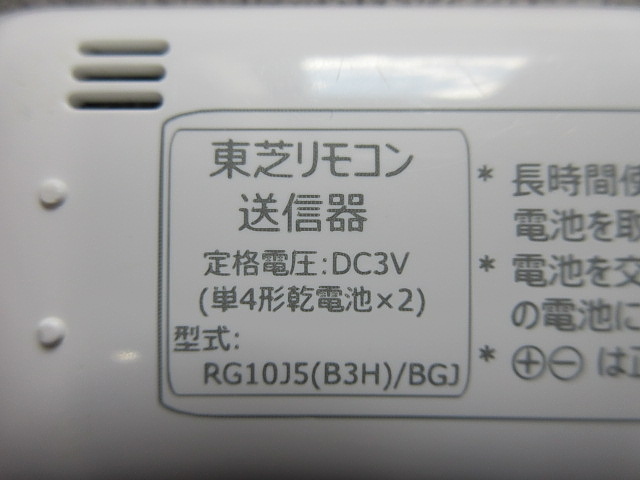 東芝リモコン
送信器
定格電圧:DC3V
(単4形乾電池×2)
型式:
RG10J5(B3H)/BGJ
* 長時間使
電池を取
* 電池を交
の電池に
* ⊕⊖ は正